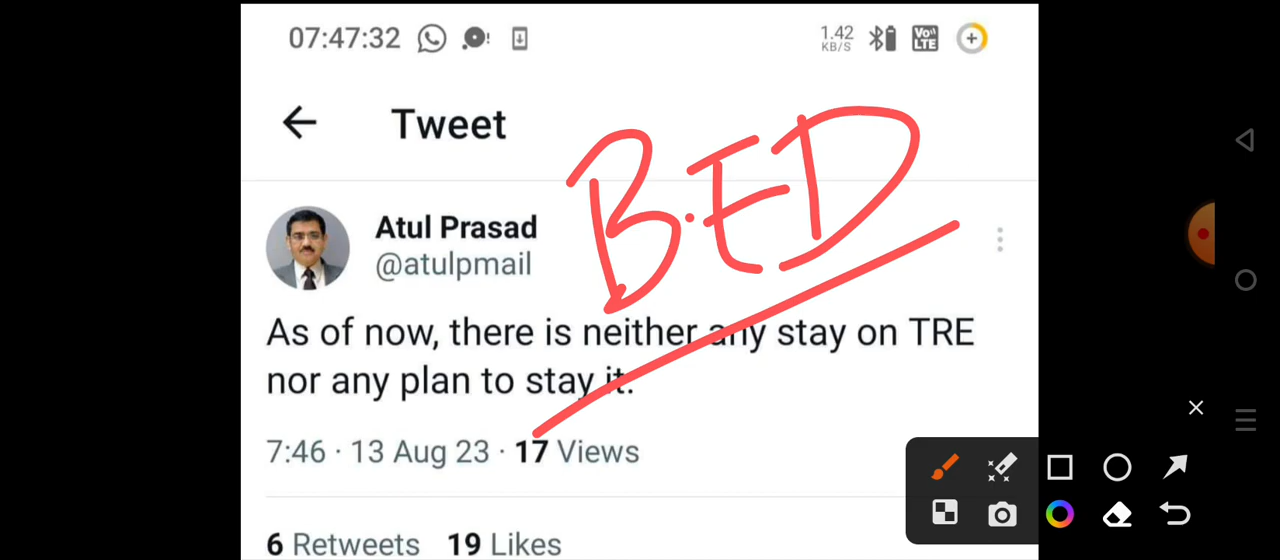 07:47:32 1.42 KB/S VoLTE
Tweet
B.ED
Atul Prasad
@atulpmail
As of now, there is neither any stay on TRE
nor any plan to stay it.
7:46 · 13 Aug 23 · 17 Views
6 Retweets 19 Likes